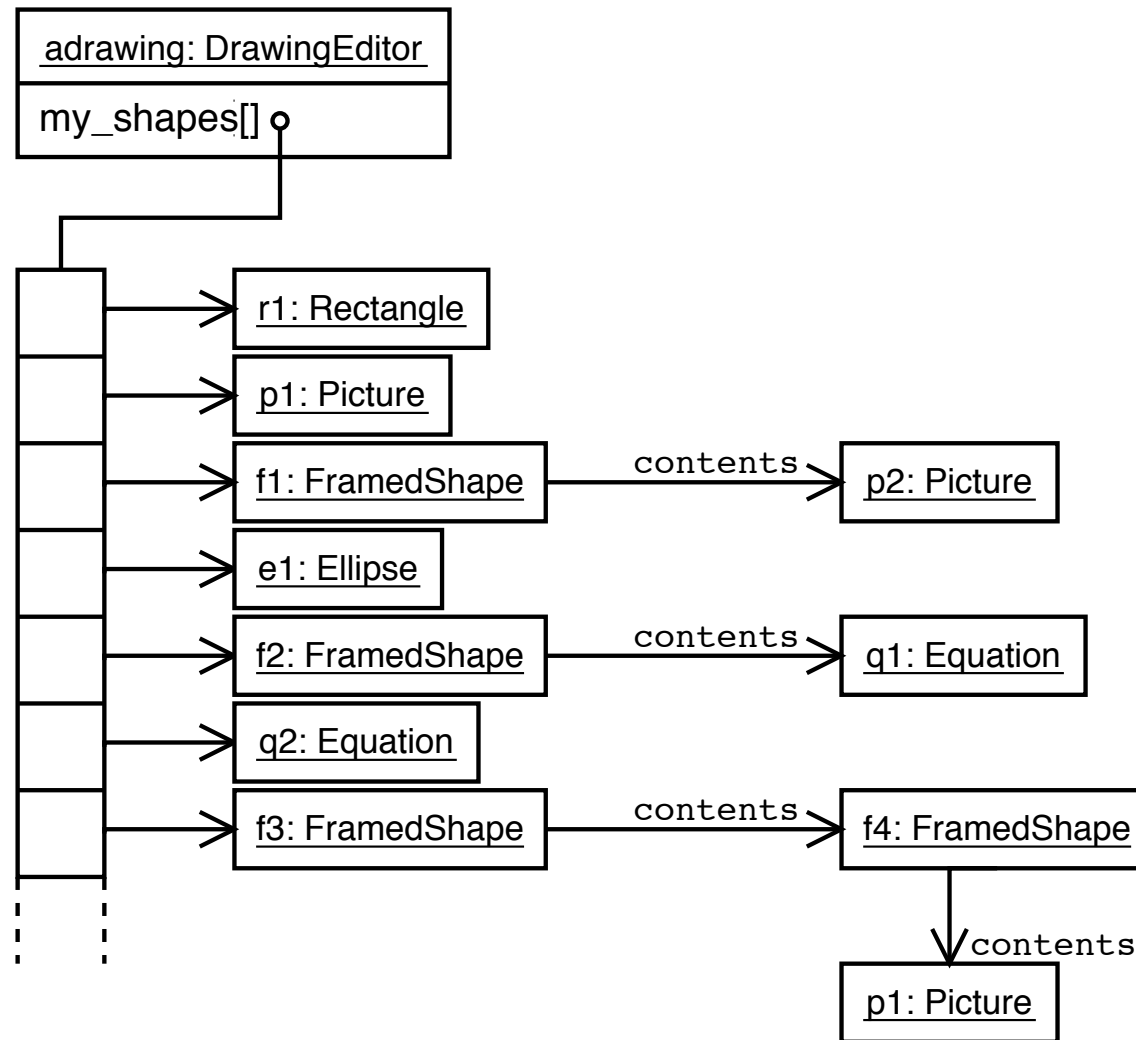 adrawing: DrawingEditor
my_shapes[]
r1: Rectangle
p1: Picture
f1: FramedShape
contents
p2: Picture
e1: Ellipse
f2: FramedShape
contents
q1: Equation
q2: Equation
f3: FramedShape
contents
f4: FramedShape
contents
p1: Picture